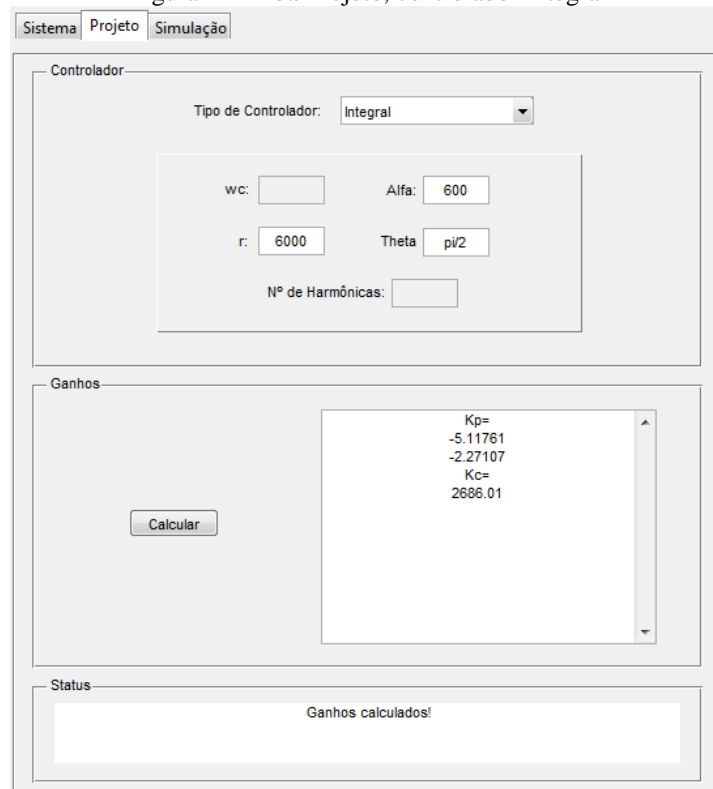 Sistema Projeto Simulação
Controlador
Tipo de Controlador: Integral
wc: Alfa: 600
r: 6000 Theta pi/2
Nº de Harmônicas:
Ganhos
Kp=
-5.11761
-2.27107
Kc=
2686.01
Calcular
Status
Ganhos calculados!